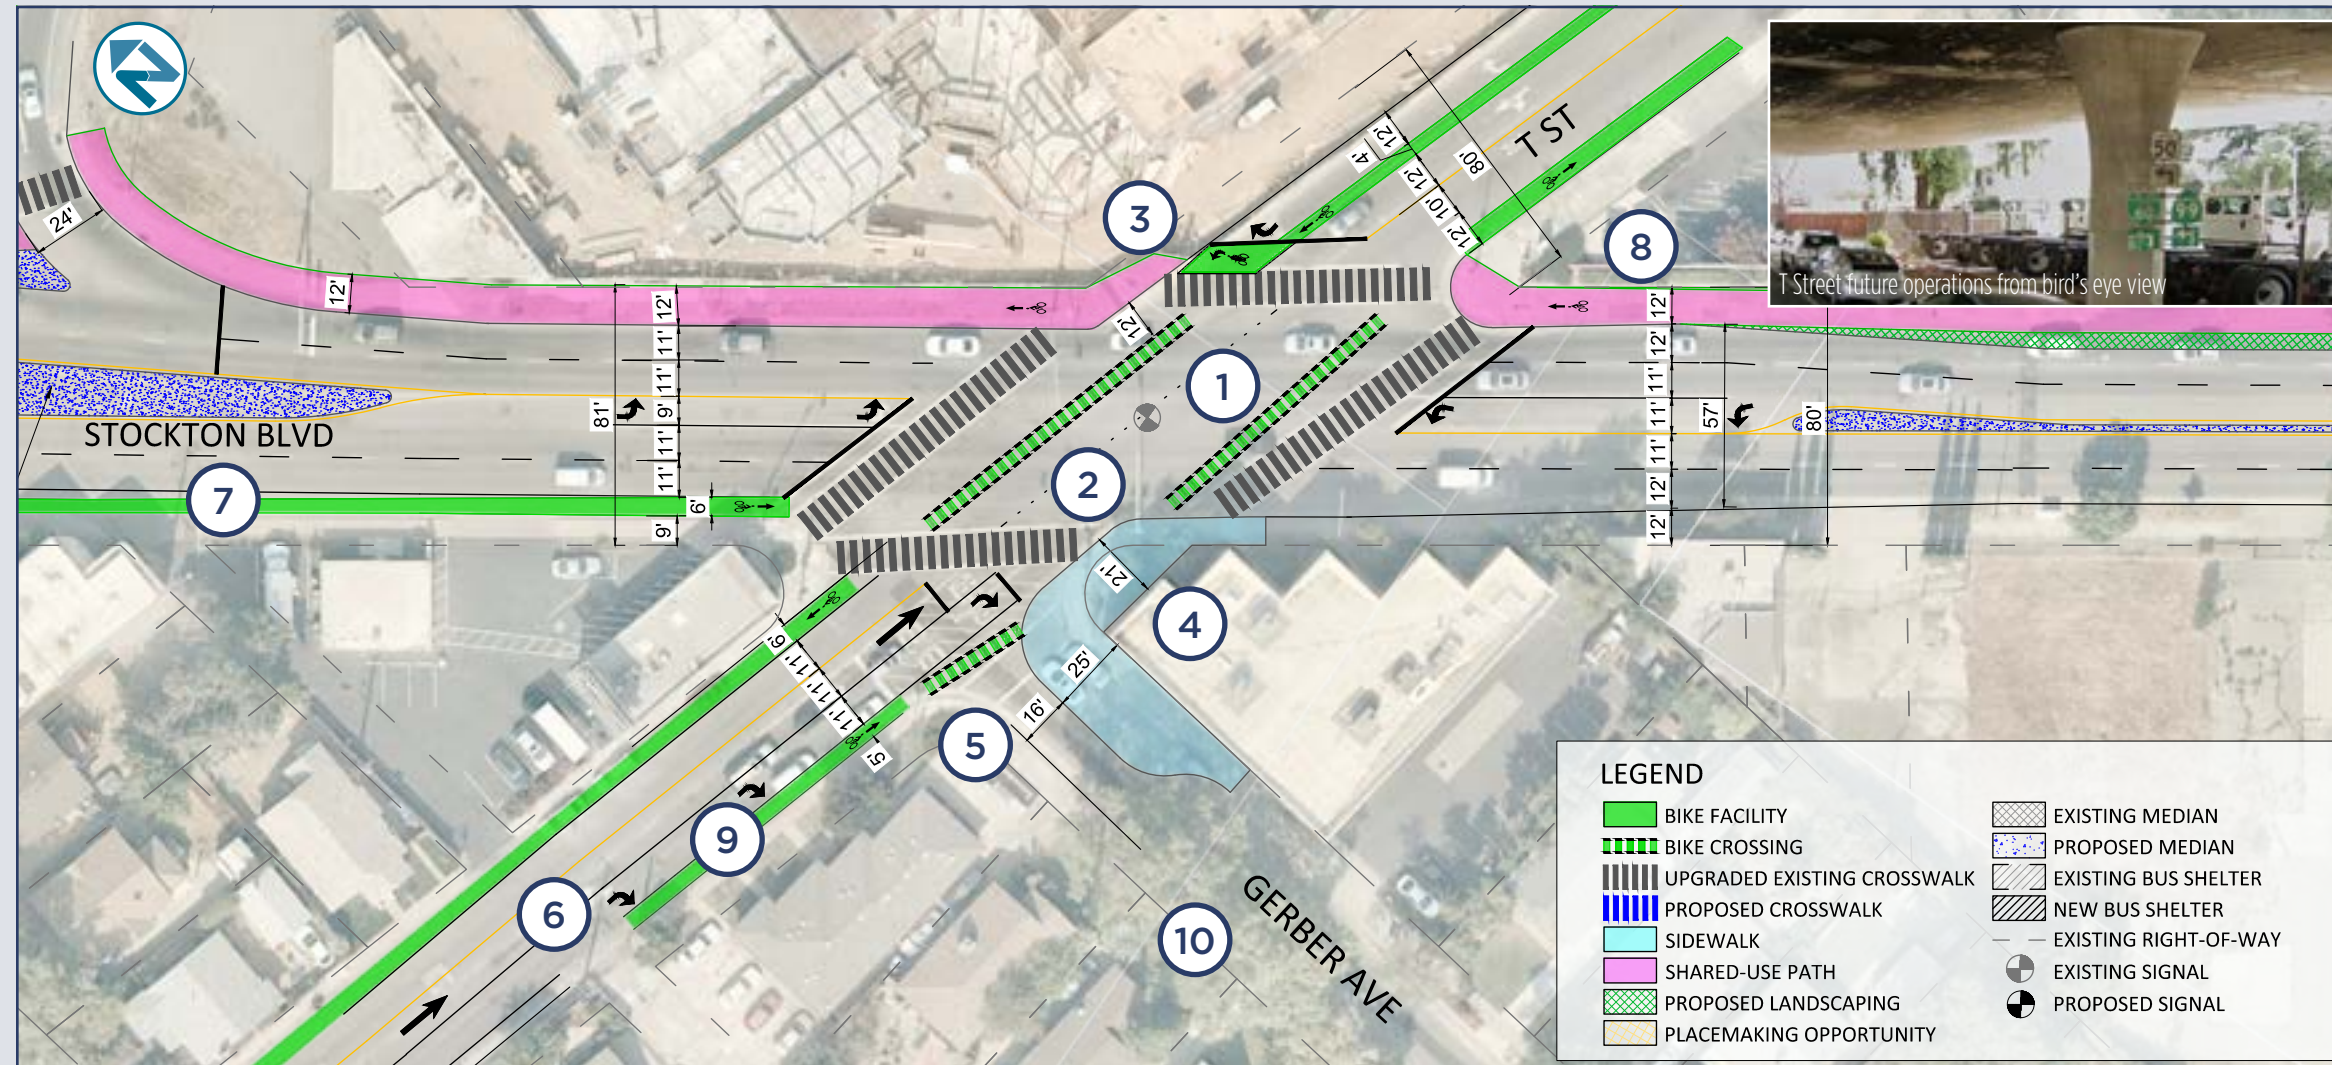 T ST
80'
12'
4'
12'
10'
12'
3
8
50
T Street future operations from bird's eye view
24'
12'
12'
11'
11'
9'
11'
11'
6'
9'
81'
12'
1
12'
12'
11'
11'
11'
12'
12'
57'
80'
STOCKTON BLVD
7
2
21'
4
25'
16'
6'
11'
11'
11'
5'
5
9
6
10
GERBER AVE
LEGEND
BIKE FACILITY
BIKE CROSSING
UPGRADED EXISTING CROSSWALK
PROPOSED CROSSWALK
SIDEWALK
SHARED-USE PATH
PROPOSED LANDSCAPING
PLACEMAKING OPPORTUNITY
EXISTING MEDIAN
PROPOSED MEDIAN
EXISTING BUS SHELTER
NEW BUS SHELTER
EXISTING RIGHT-OF-WAY
EXISTING SIGNAL
PROPOSED SIGNAL